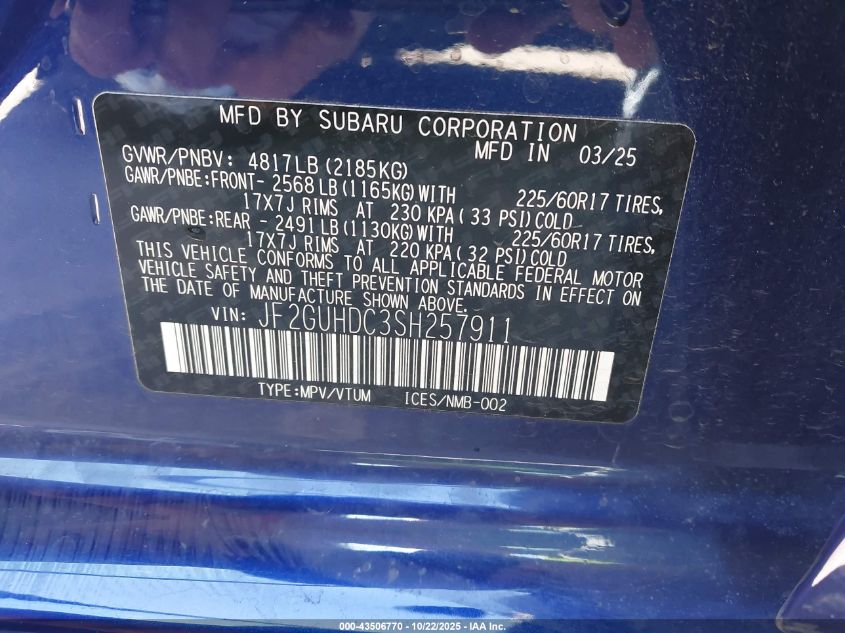 MFD BY SUBARU CORPORATION
MFD IN 03/25
GVWR/PNBV: 4817LB (2185KG)
GAWR/PNBE:FRONT- 2568 LB(1165KG)WITH 225/60R17 TIRES,
17X7J RIMS AT 230 KPA( 33 PSI)COLD
GAWR/PNBE:REAR - 2491 LB(1130KG)WITH 225/60R17 TIRES,
17X7J RIMS AT 220 KPA( 32 PSI)COLD
THIS VEHICLE CONFORMS TO ALL APPLICABLE FEDERAL MOTOR
VEHICLE SAFETY AND THEFT PREVENTION STANDARDS IN EFFECT ON
THE DATE OF MANUFACTURE SHOWN ABOVE.
VIN: JF2GUHDC3SH257911
TYPE:MPV/VTUM ICES/NMB-002
000-43506770 - 10/22/2025 - IAA Inc.